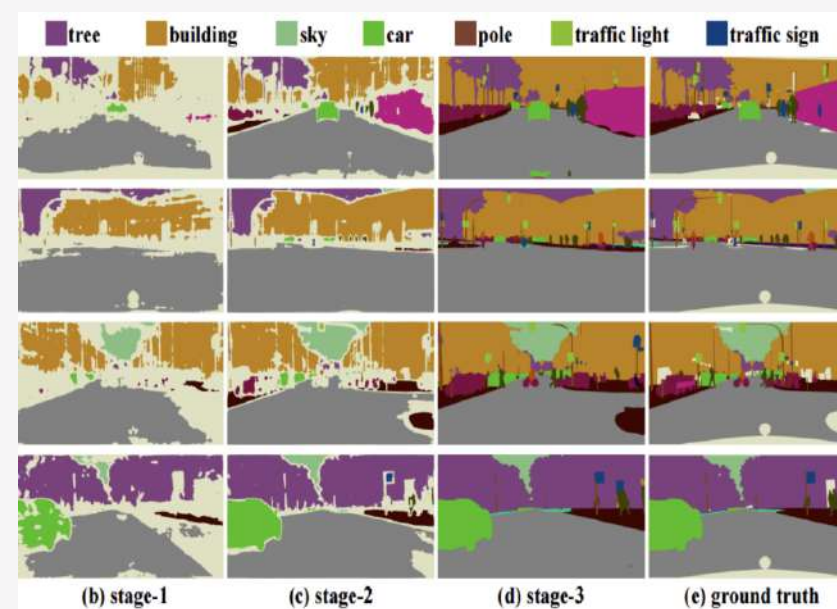 tree building sky car pole traffic light traffic sign
(b) stage-1 (c) stage-2 (d) stage-3 (e) ground truth